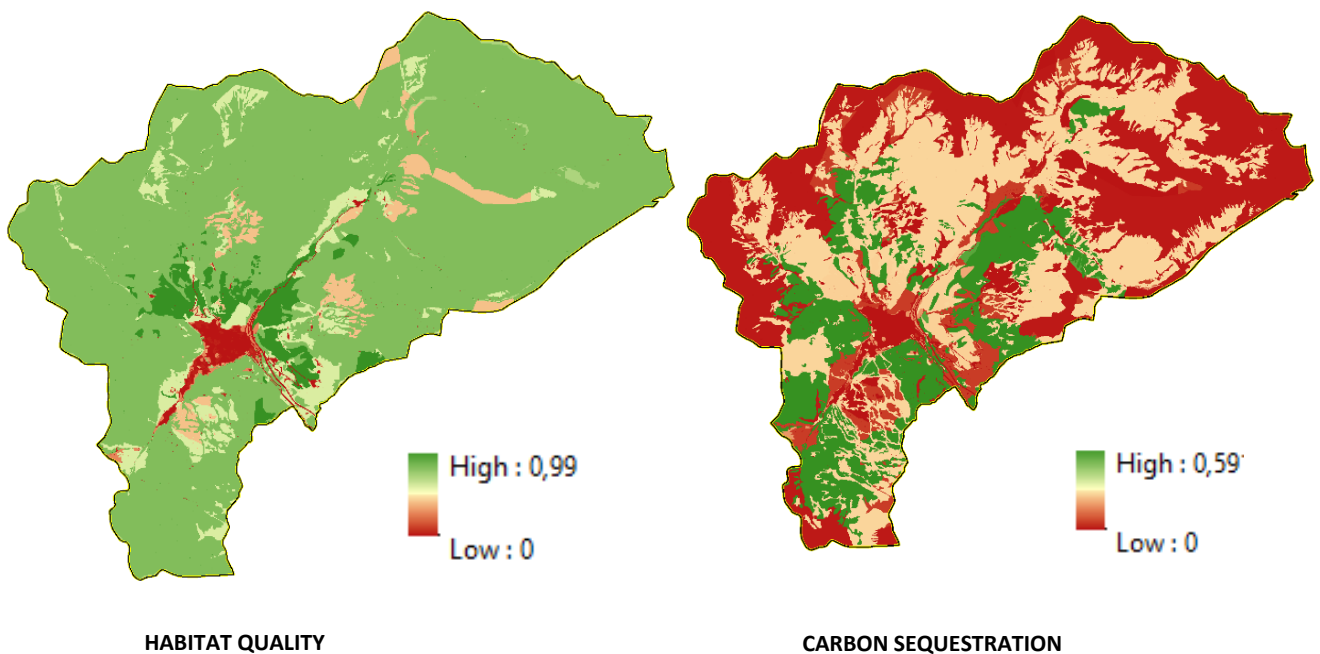 High : 0,99
Low : 0
High : 0,59
Low : 0
HABITAT QUALITY
CARBON SEQUESTRATION